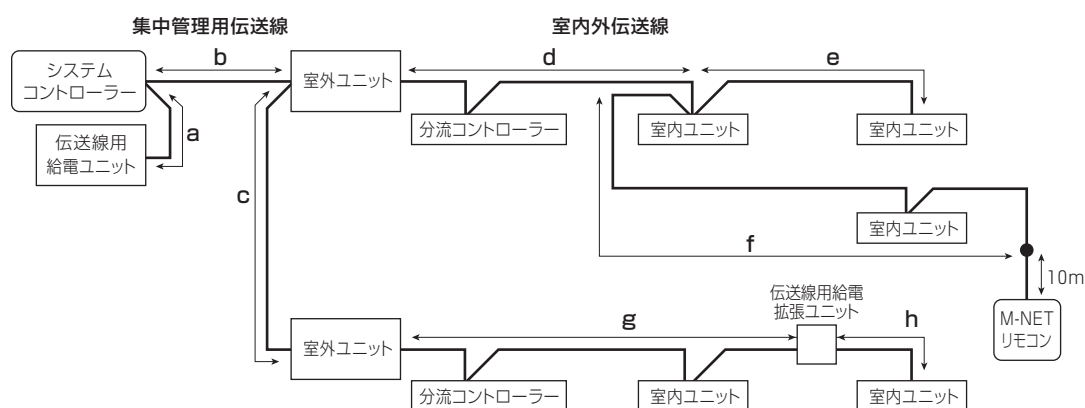 集中管理用伝送線
室内外伝送線
b
d
e
システム
コントローラー
室外ユニット
分流コントローラー
室内ユニット
室内ユニット
a
伝送線用
給電ユニット
c
室内ユニット
f
10m
M-NET
リモコン
伝送線用給電
拡張ユニット
g
h
室外ユニット
分流コントローラー
室内ユニット
室内ユニット